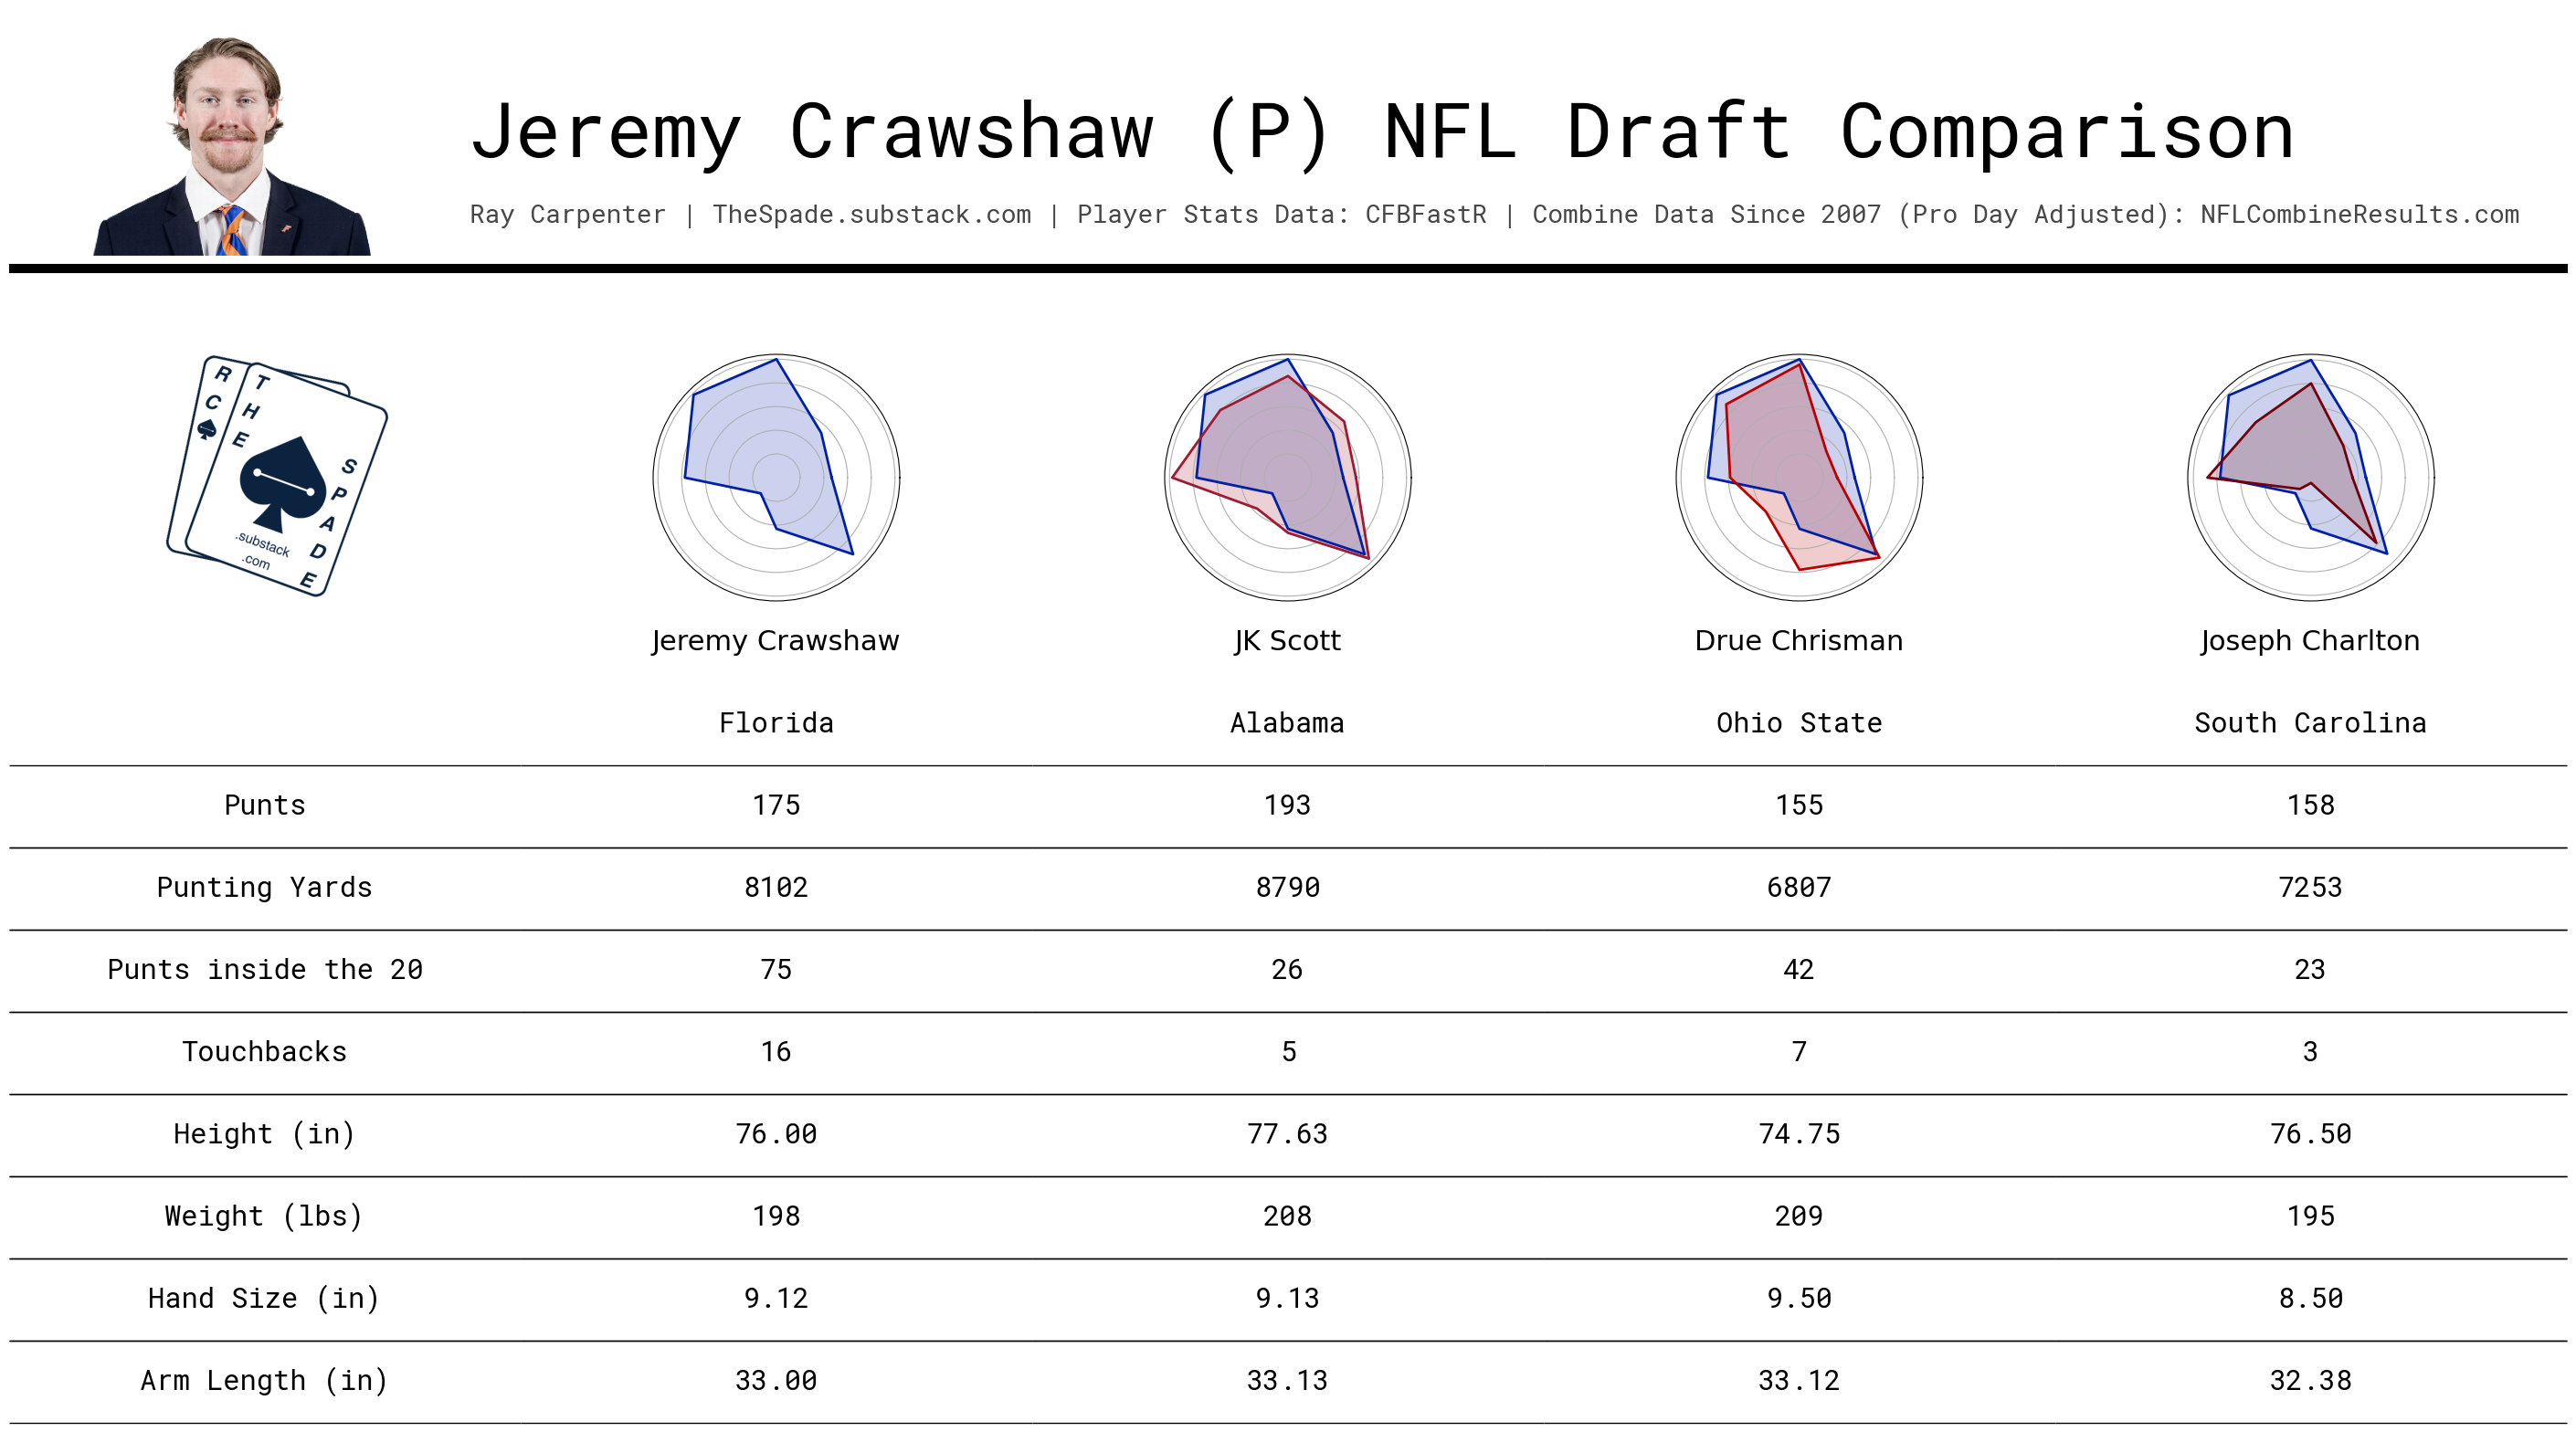 Jeremy Crawshaw (P) NFL Draft Comparison
Ray Carpenter | TheSpade.substack.com | Player Stats Data: CFBFastR | Combine Data Since 2007 (Pro Day Adjusted): NFLCombineResults.com
RC
THE
SPADE
.substack
.com
Jeremy Crawshaw JK Scott Drue Chrisman Joseph Charlton
Florida Alabama Ohio State South Carolina
Punts 175 193 155 158
Punting Yards 8102 8790 6807 7253
Punts inside the 20 75 26 42 23
Touchbacks 16 5 7 3
Height (in) 76.00 77.63 74.75 76.50
Weight (lbs) 198 208 209 195
Hand Size (in) 9.12 9.13 9.50 8.50
Arm Length (in) 33.00 33.13 33.12 32.38